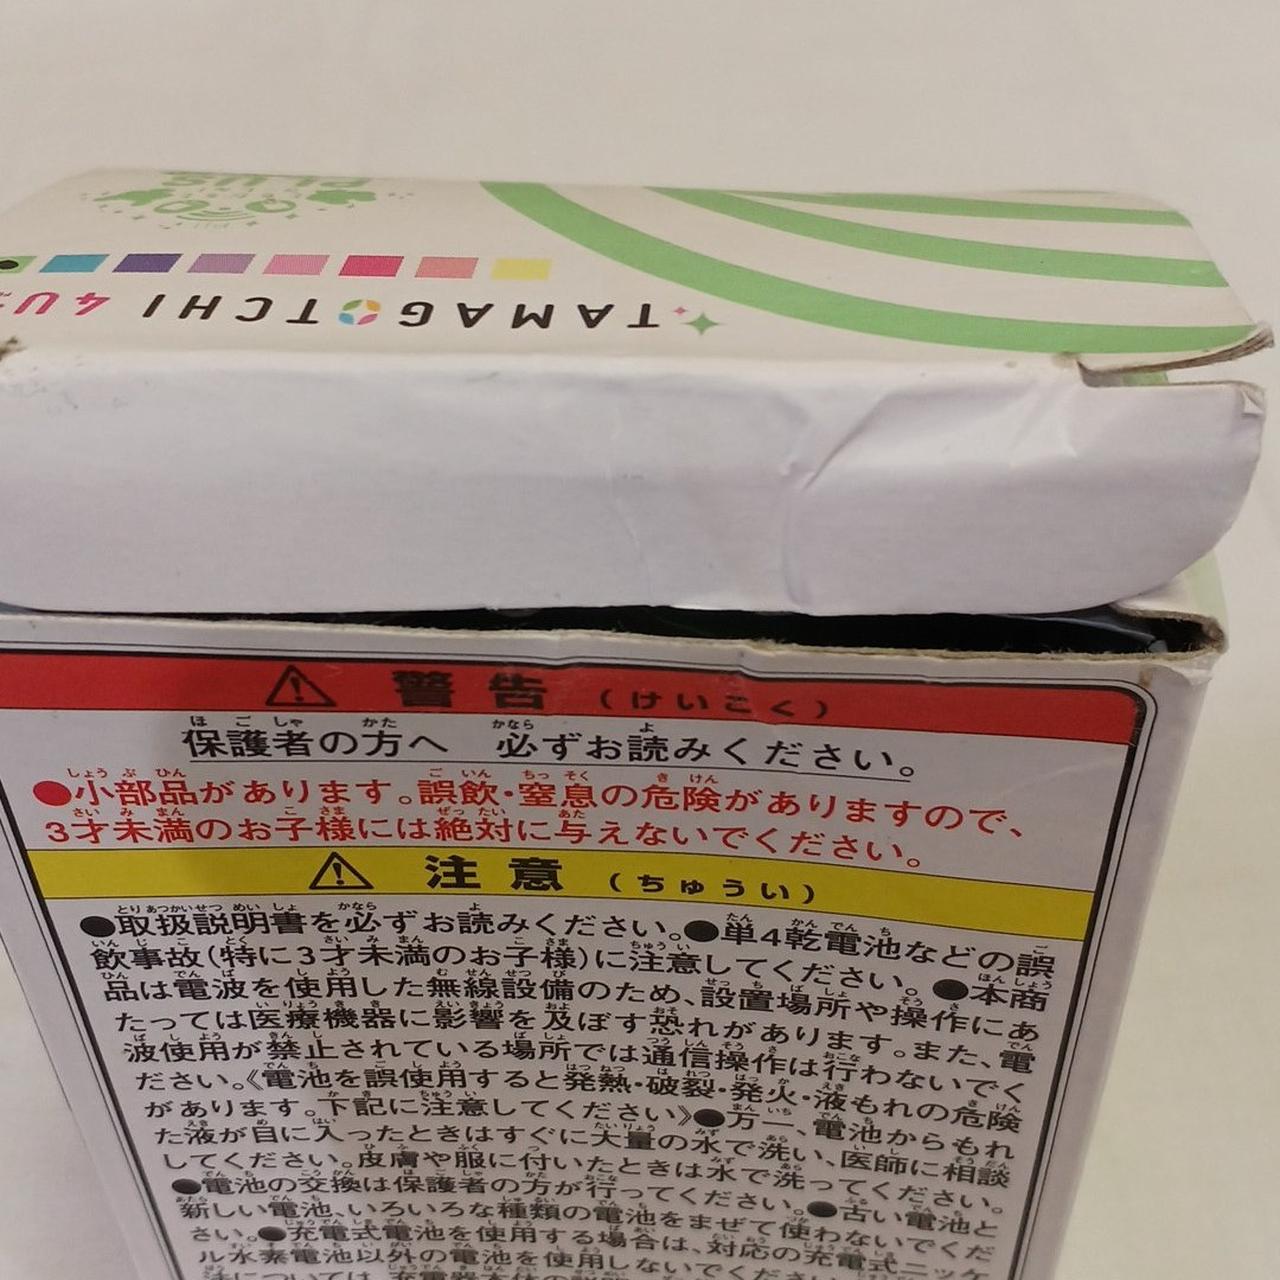 PLUS
TAMAGOTCHI 4U
警告（けいこく）
保護者の方へ 必ずお読みください。
●小部品があります。誤飲・窒息の危険がありますので、
3才未満のお子様には絶対に与えないでください。
注意（ちゅうい）
●取扱説明書を必ずお読みください。●単4乾電池などの誤
飲事故(特に3才未満のお子様)に注意してください。●本商
品は電波を使用した無線設備のため、設置場所や操作にあ
たっては医療機器に影響を及ぼす恐れがあります。また、電
波使用が禁止されている場所では通信操作は行わないでく
ださい。《電池を誤使用すると発熱・破裂・発火・液もれの危険
があります。下記に注意してください》●万一、電池からもれ
た液が目に入ったときはすぐに大量の水で洗い、医師に相談
してください。皮膚や服に付いたときは水で洗ってください。
●電池の交換は保護者の方が行ってください。●古い電池と
新しい電池、いろいろな種類の電池をまぜて使わないでくだ
さい。●充電式電池を使用する場合は、対応の充電式ニッケ
ル水素電池以外の電池を使用しないでください